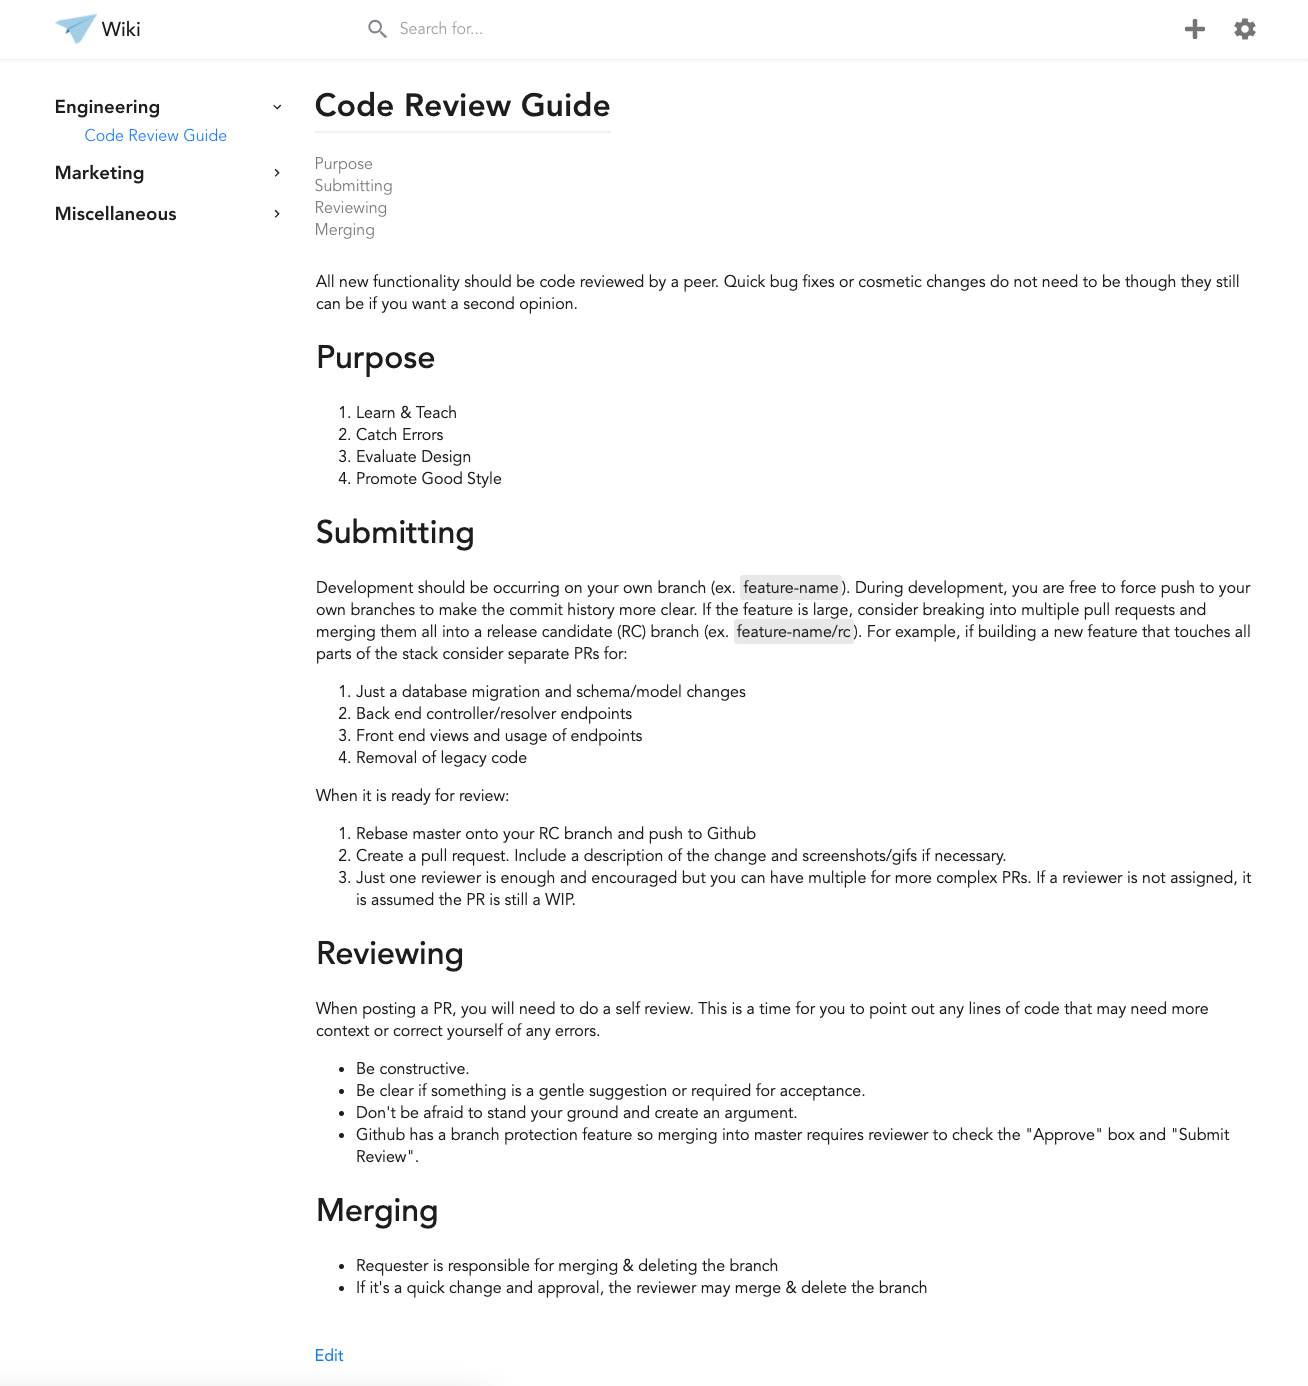 Wiki
Search for...
Engineering
Code Review Guide
Marketing
Miscellaneous
Code Review Guide
Purpose
Submitting
Reviewing
Merging
All new functionality should be code reviewed by a peer. Quick bug fixes or cosmetic changes do not need to be though they still
can be if you want a second opinion.
Purpose
1. Learn & Teach
2. Catch Errors
3. Evaluate Design
4. Promote Good Style
Submitting
Development should be occurring on your own branch (ex. feature-name). During development, you are free to force push to your
own branches to make the commit history more clear. If the feature is large, consider breaking into multiple pull requests and
merging them all into a release candidate (RC) branch (ex. feature-name/rc). For example, if building a new feature that touches all
parts of the stack consider separate PRs for:
1. Just a database migration and schema/model changes
2. Back end controller/resolver endpoints
3. Front end views and usage of endpoints
4. Removal of legacy code
When it is ready for review:
1. Rebase master onto your RC branch and push to Github
2. Create a pull request. Include a description of the change and screenshots/gifs if necessary.
3. Just one reviewer is enough and encouraged but you can have multiple for more complex PRs. If a reviewer is not assigned, it
is assumed the PR is still a WIP.
Reviewing
When posting a PR, you will need to do a self review. This is a time for you to point out any lines of code that may need more
context or correct yourself of any errors.
• Be constructive.
• Be clear if something is a gentle suggestion or required for acceptance.
• Don't be afraid to stand your ground and create an argument.
• Github has a branch protection feature so merging into master requires reviewer to check the "Approve" box and "Submit
Review".
Merging
• Requester is responsible for merging & deleting the branch
• If it's a quick change and approval, the reviewer may merge & delete the branch
Edit